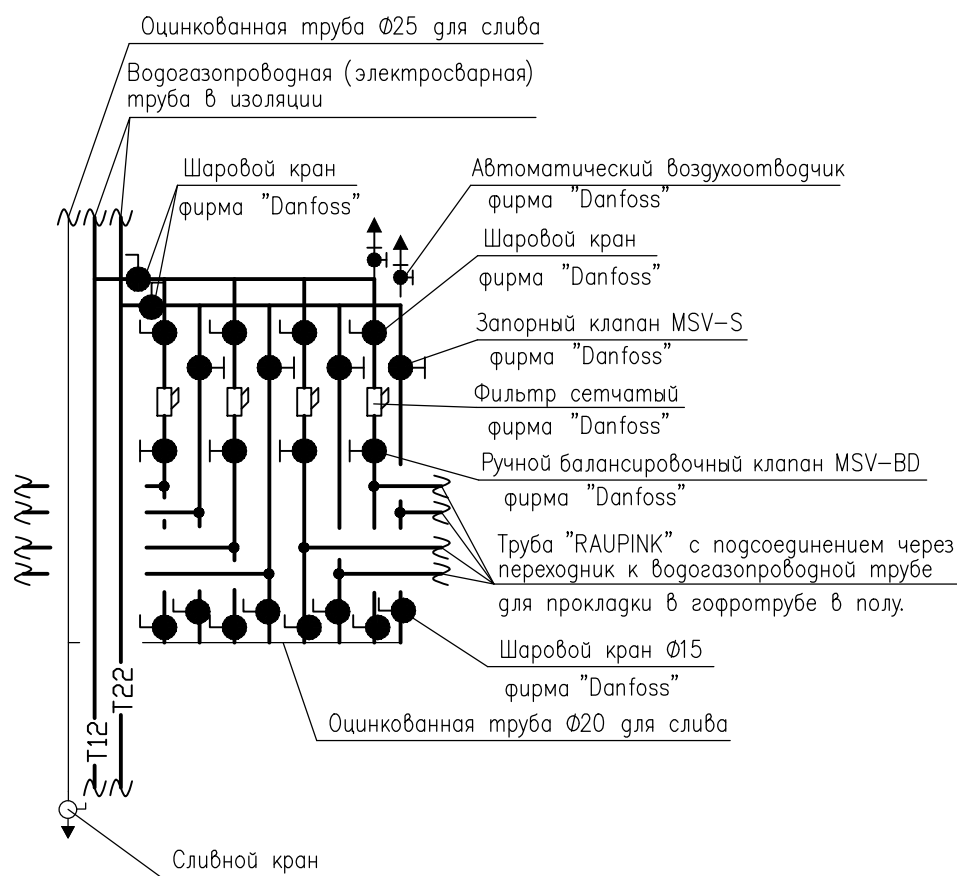 Оцинкованная труба Ф25 для слива
Водогазопроводная (электросварная)
труба в изоляции
Шаровой кран
фирма "Danfoss"
Автоматический воздухоотводчик
фирма "Danfoss"
Шаровой кран
фирма "Danfoss"
Запорный клапан MSV-S
фирма "Danfoss"
Фильтр сетчатый
фирма "Danfoss"
Ручной балансировочный клапан MSV-BD
фирма "Danfoss"
Труба "RAUPINK" с подсоединением через
переходник к водогазопроводной трубе
для прокладки в гофротрубе в полу.
Шаровой кран Ф15
фирма "Danfoss"
Оцинкованная труба Ф20 для слива
T12
T22
Сливной кран